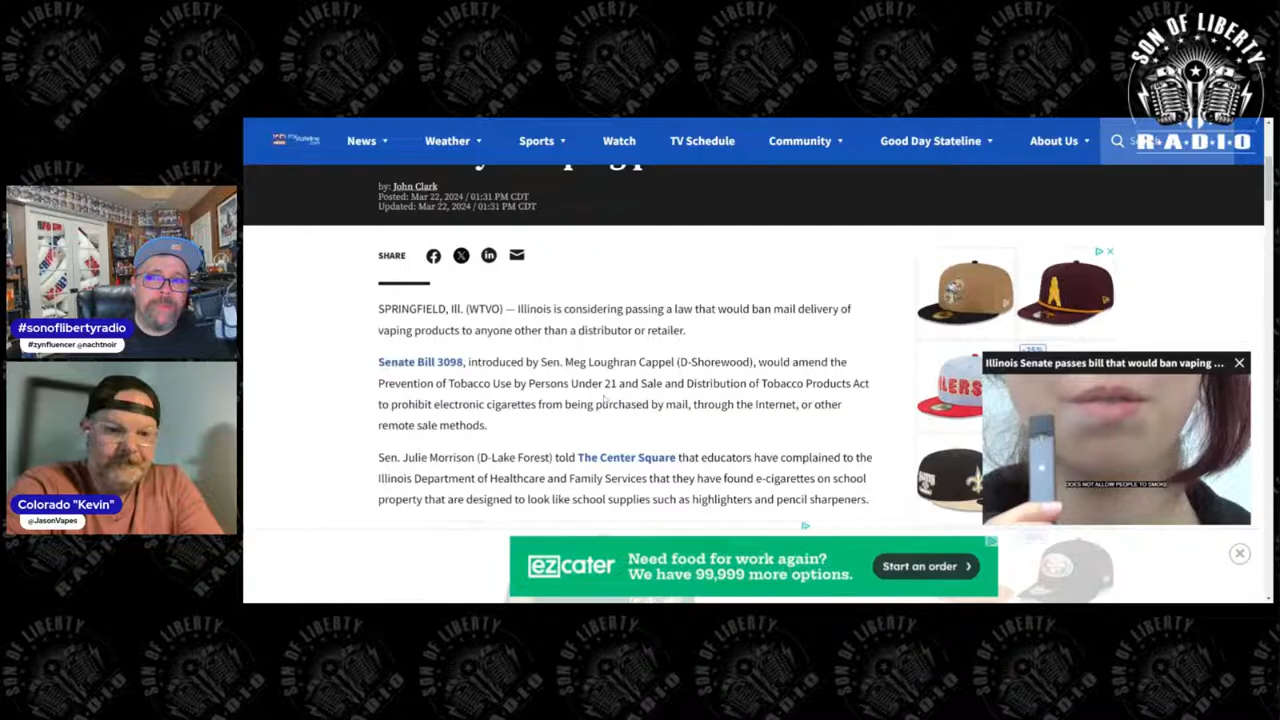 SON OF LIBERTY
RADIO
News
Weather
Sports
Watch
TV Schedule
Community
Good Day Stateline
About Us
by: John Clark
Posted: Mar 22, 2024 / 01:31 PM CDT
Updated: Mar 22, 2024 / 01:31 PM CDT
SHARE
SPRINGFIELD, Ill. (WTVO) — Illinois is considering passing a law that would ban mail delivery of
vaping products to anyone other than a distributor or retailer.
Senate Bill 3098, introduced by Sen. Meg Loughran Cappel (D-Shorewood), would amend the
Prevention of Tobacco Use by Persons Under 21 and Sale and Distribution of Tobacco Products Act
to prohibit electronic cigarettes from being purchased by mail, through the Internet, or other
remote sale methods.
Sen. Julie Morrison (D-Lake Forest) told The Center Square that educators have complained to the
Illinois Department of Healthcare and Family Services that they have found e-cigarettes on school
property that are designed to look like school supplies such as highlighters and pencil sharpeners.
Illinois Senate passes bill that would ban vaping ...
DOES NOT ALLOW PEOPLE TO SMOKE
ezcater
Need food for work again?
We have 99,999 more options.
Start an order
#sonoflibertyradio
#zynfluencer @nachtnoir
Colorado "Kevin"
@JasonVapes